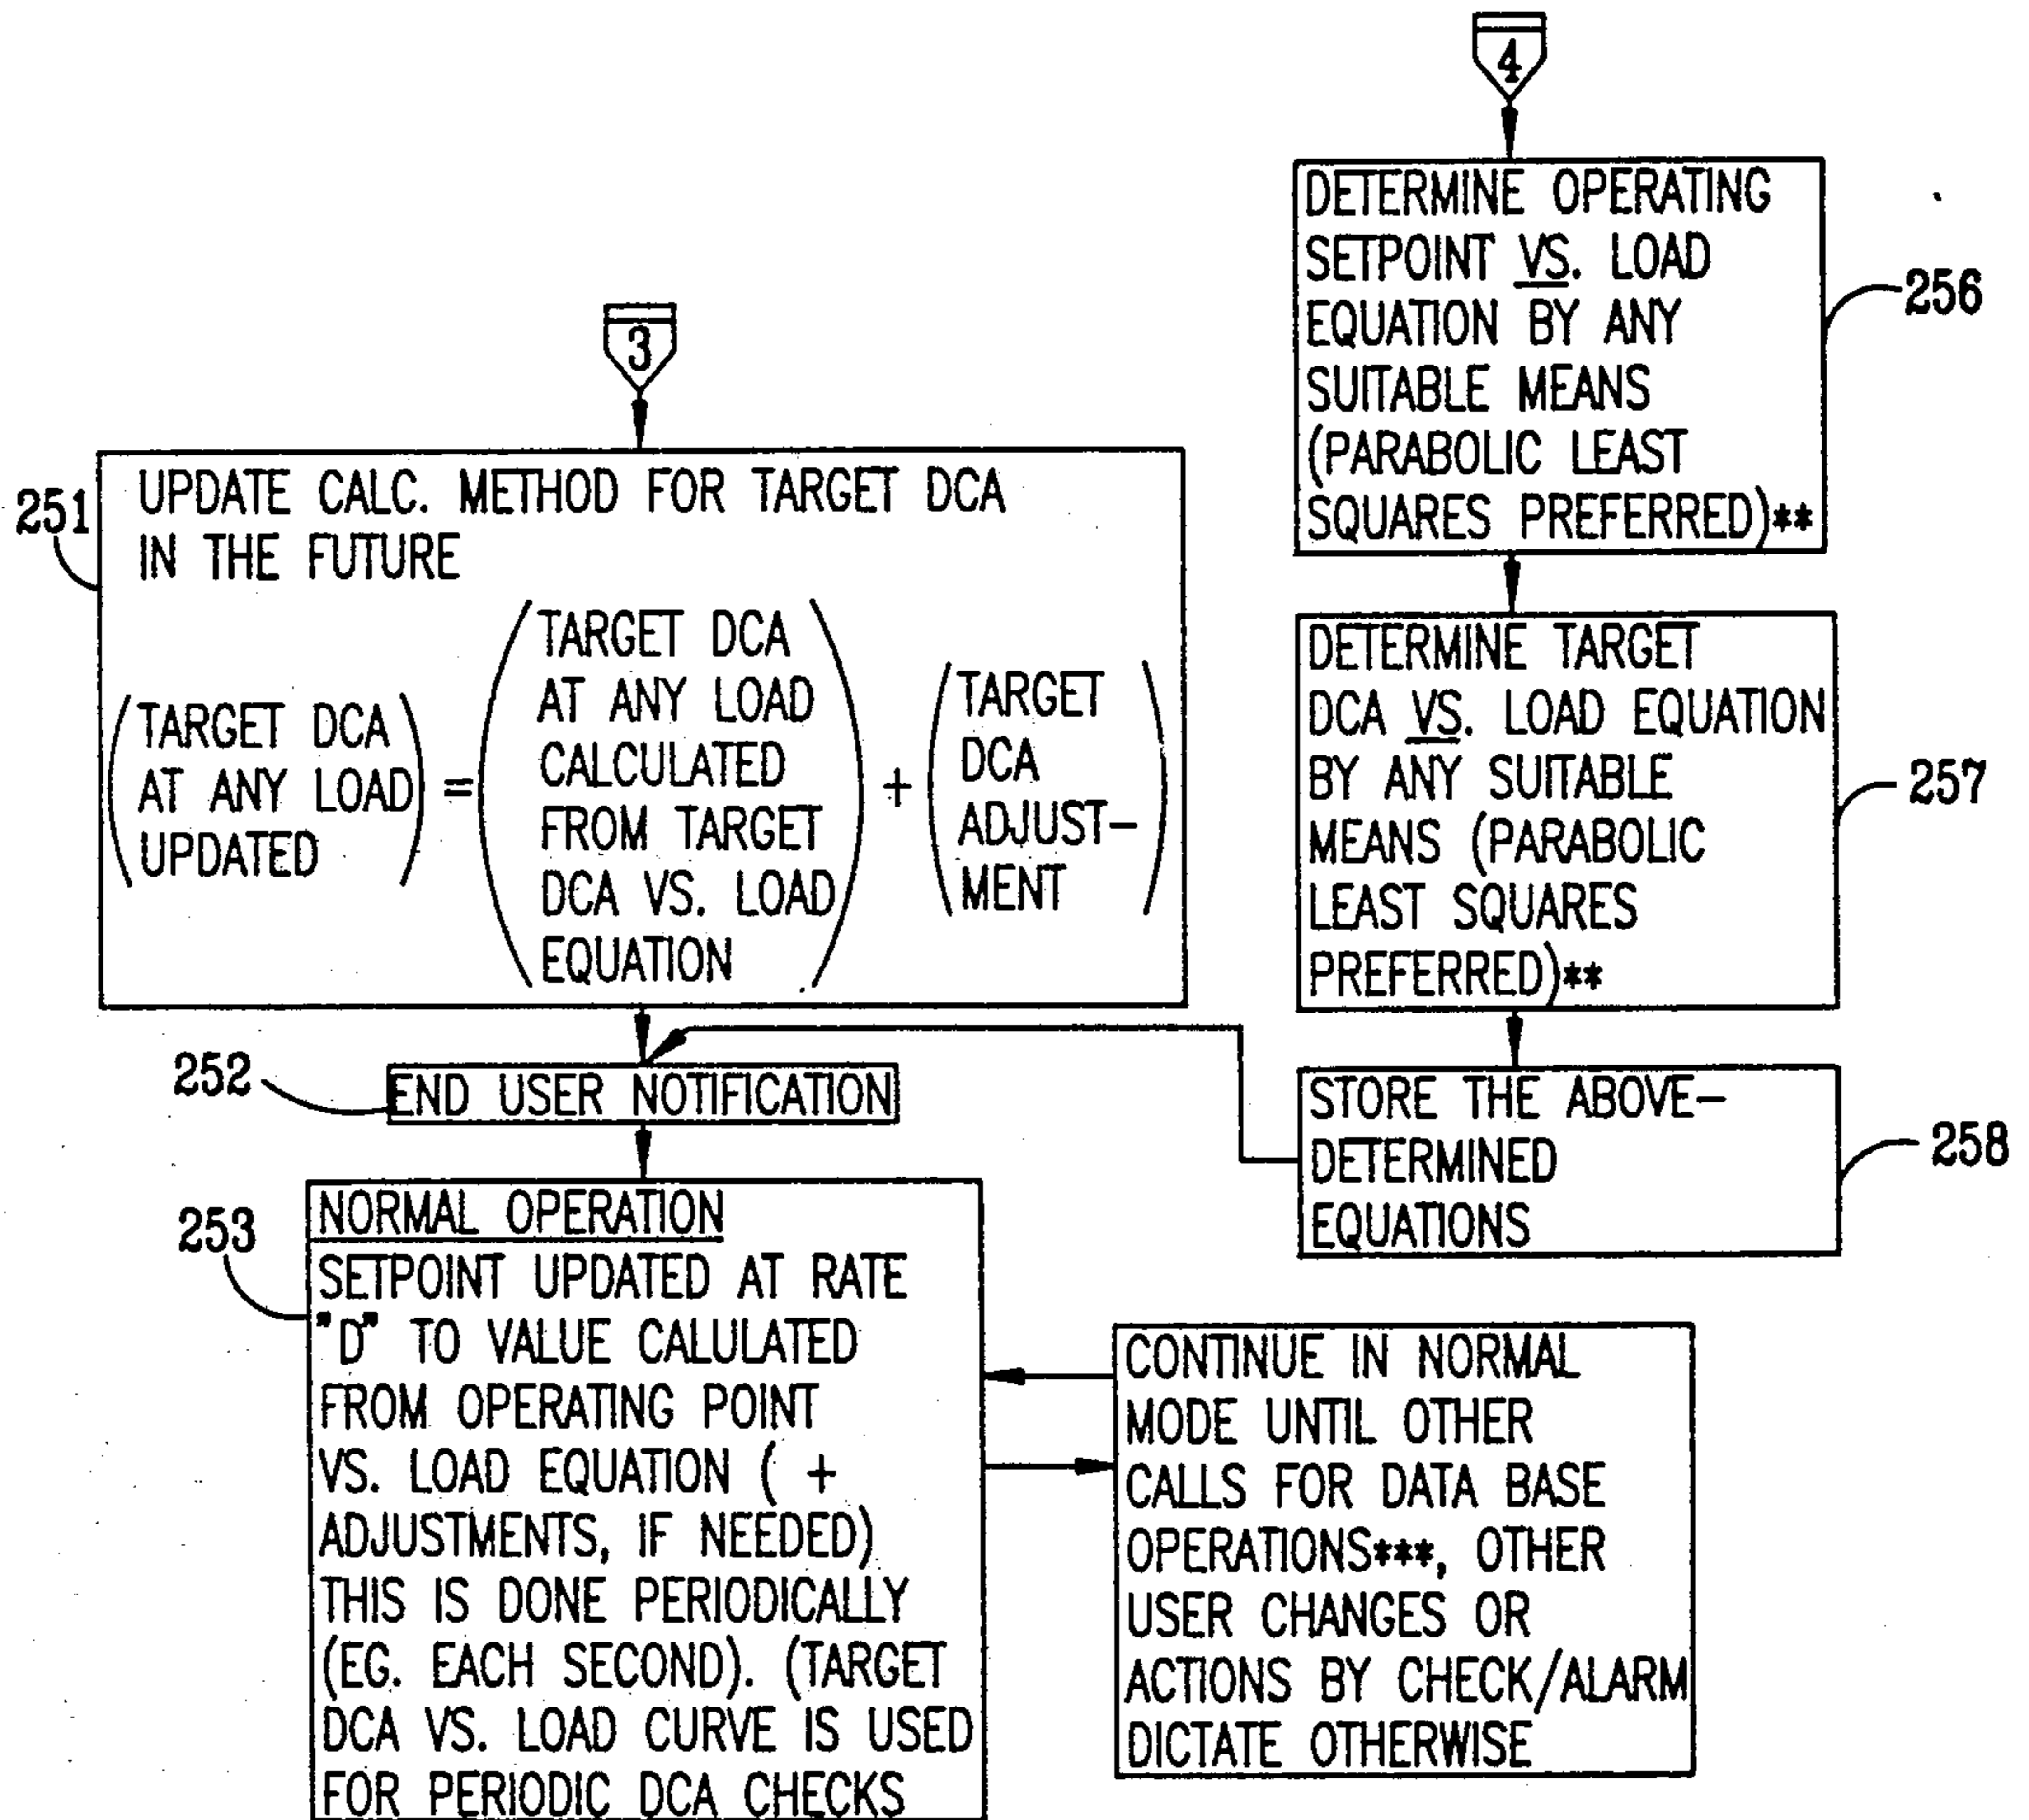 3
251
UPDATE CALC. METHOD FOR TARGET DCA
IN THE FUTURE
(TARGET DCA
AT ANY LOAD
UPDATED)
=
(TARGET DCA
AT ANY LOAD
CALCULATED
FROM TARGET
DCA VS. LOAD
EQUATION)
+
(TARGET
DCA
ADJUST-
MENT)
4
DETERMINE OPERATING
SETPOINT VS. LOAD
EQUATION BY ANY
SUITABLE MEANS
(PARABOLIC LEAST
SQUARES PREFERRED)**
256
DETERMINE TARGET
DCA VS. LOAD EQUATION
BY ANY SUITABLE
MEANS (PARABOLIC
LEAST SQUARES
PREFERRED)**
257
STORE THE ABOVE-
DETERMINED
EQUATIONS
258
252
END USER NOTIFICATION
253
NORMAL OPERATION
SETPOINT UPDATED AT RATE
"D" TO VALUE CALULATED
FROM OPERATING POINT
VS. LOAD EQUATION ( +
ADJUSTMENTS, IF NEEDED)
THIS IS DONE PERIODICALLY
(EG. EACH SECOND). (TARGET
DCA VS. LOAD CURVE IS USED
FOR PERIODIC DCA CHECKS
CONTINUE IN NORMAL
MODE UNTIL OTHER
CALLS FOR DATA BASE
OPERATIONS***, OTHER
USER CHANGES OR
ACTIONS BY CHECK/ALARM
DICTATE OTHERWISE